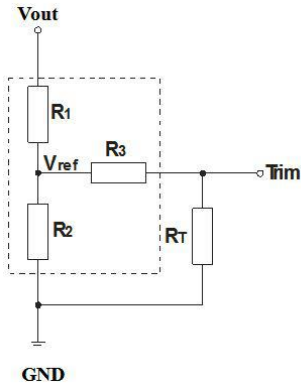 Vout
R1
R3
Vref
Trim
R2
RT
GND